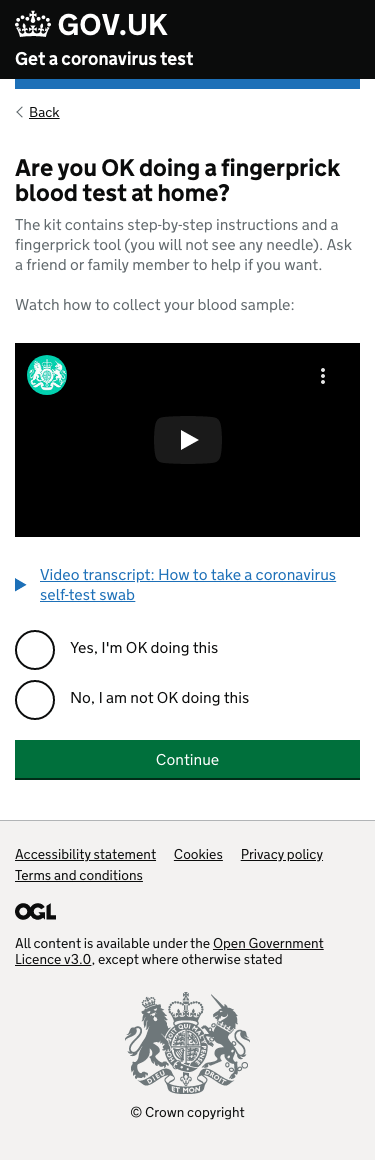 GOV.UK
Get a coronavirus test
Back
Are you OK doing a fingerprick
blood test at home?
The kit contains step-by-step instructions and a
fingerprick tool (you will not see any needle). Ask
a friend or family member to help if you want.
Watch how to collect your blood sample:
Video transcript: How to take a coronavirus
self-test swab
Yes, I'm OK doing this
No, I am not OK doing this
Continue
Accessibility statement Cookies Privacy policy
Terms and conditions
OGL
All content is available under the Open Government
Licence v3.0, except where otherwise stated
DIEU ET MON DROIT
© Crown copyright